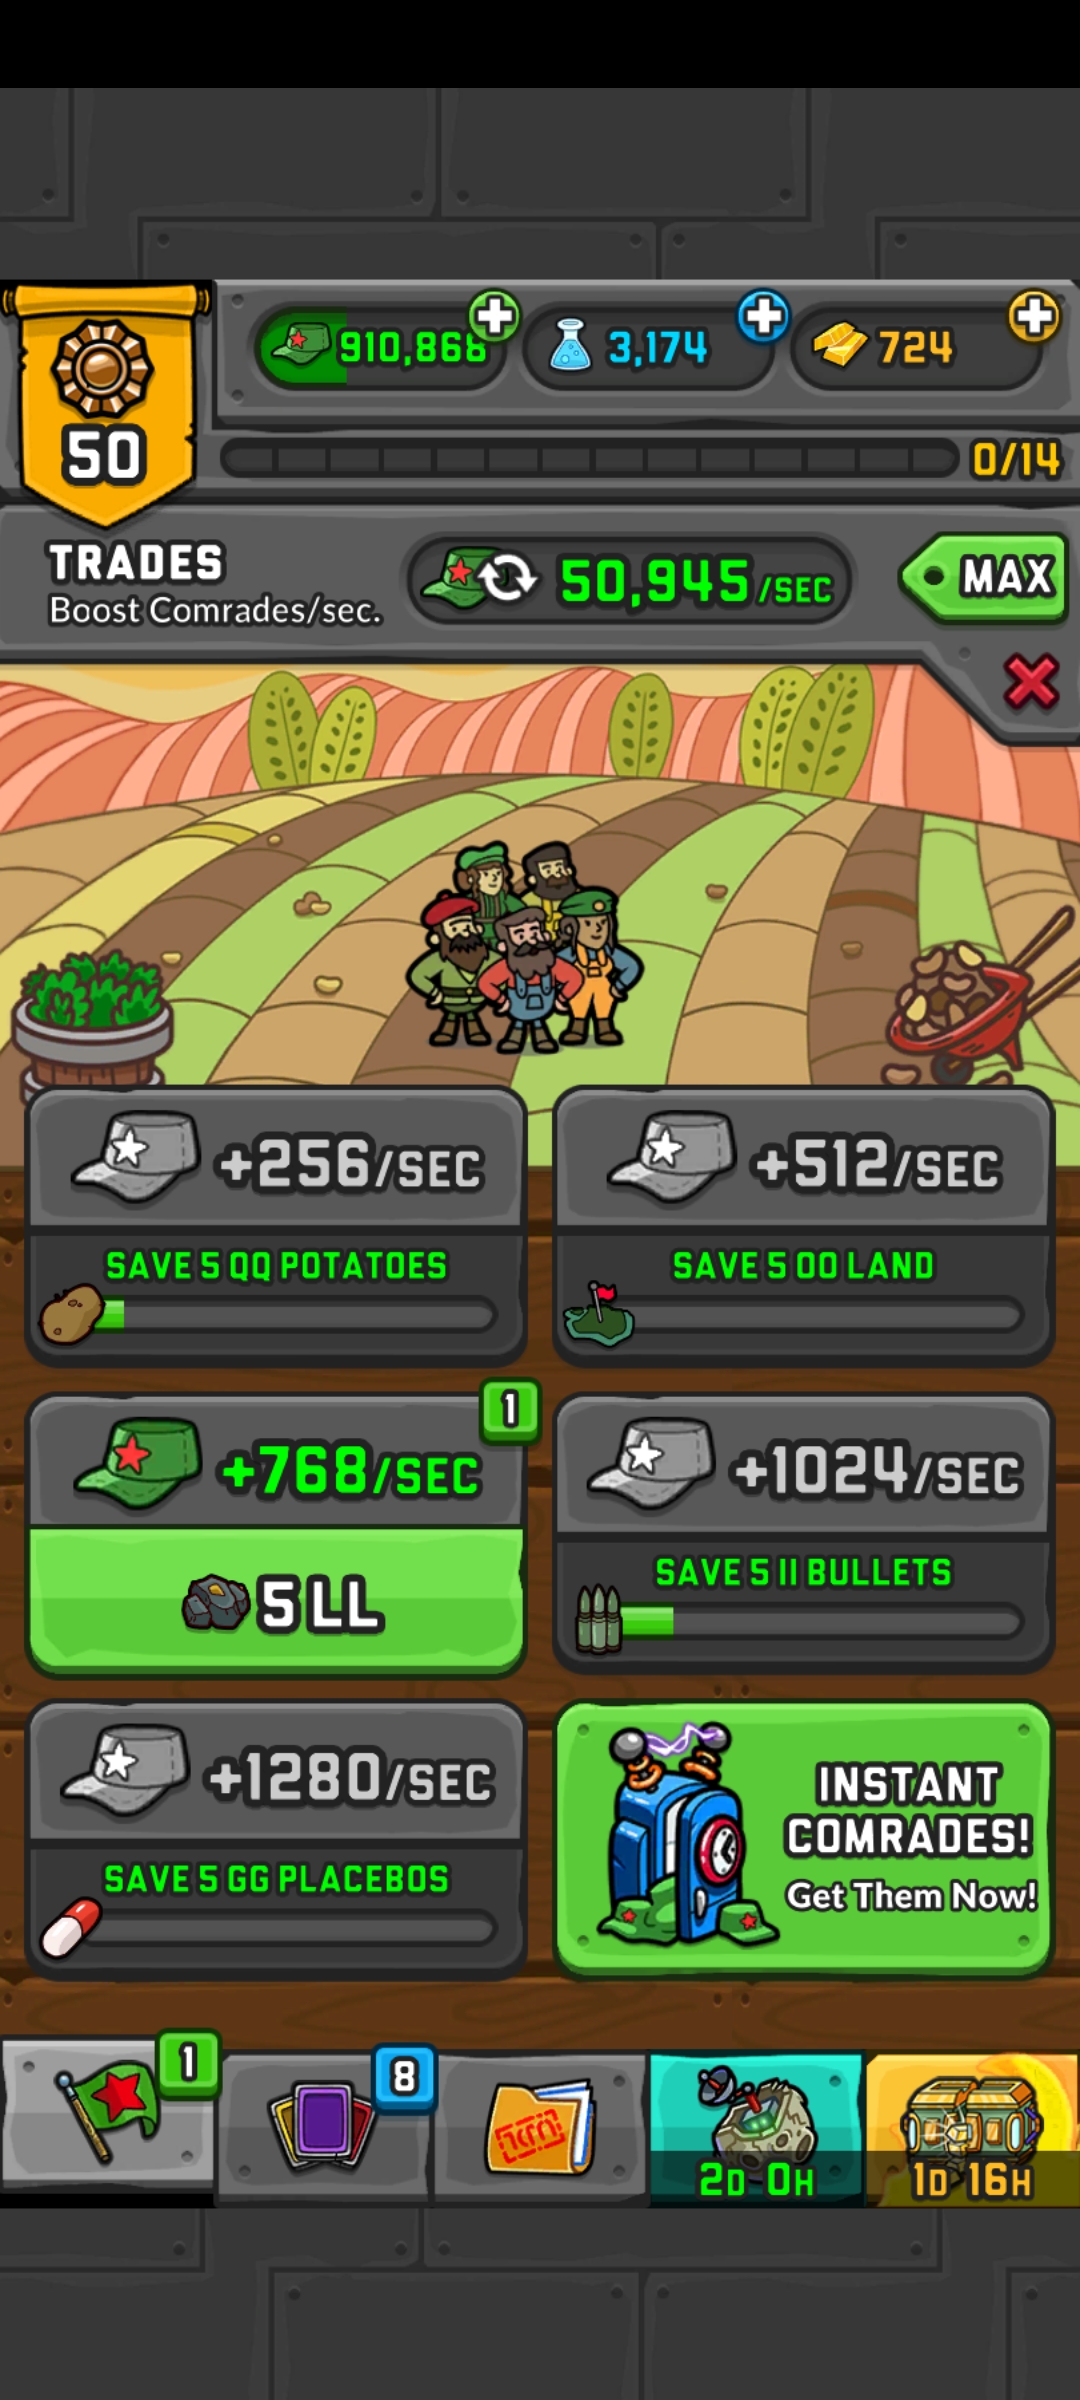 910,868
3,174
724
50
0/14
TRADES
Boost Comrades/sec.
50,945/SEC
MAX
+256/SEC
SAVE 5 QQ POTATOES
+512/SEC
SAVE 5 OO LAND
1
+768/SEC
5 LL
+1024/SEC
SAVE 5 II BULLETS
+1280/SEC
SAVE 5 GG PLACEBOS
INSTANT
COMRADES!
Get Them Now!
1
8
2D 0H
1D 16H